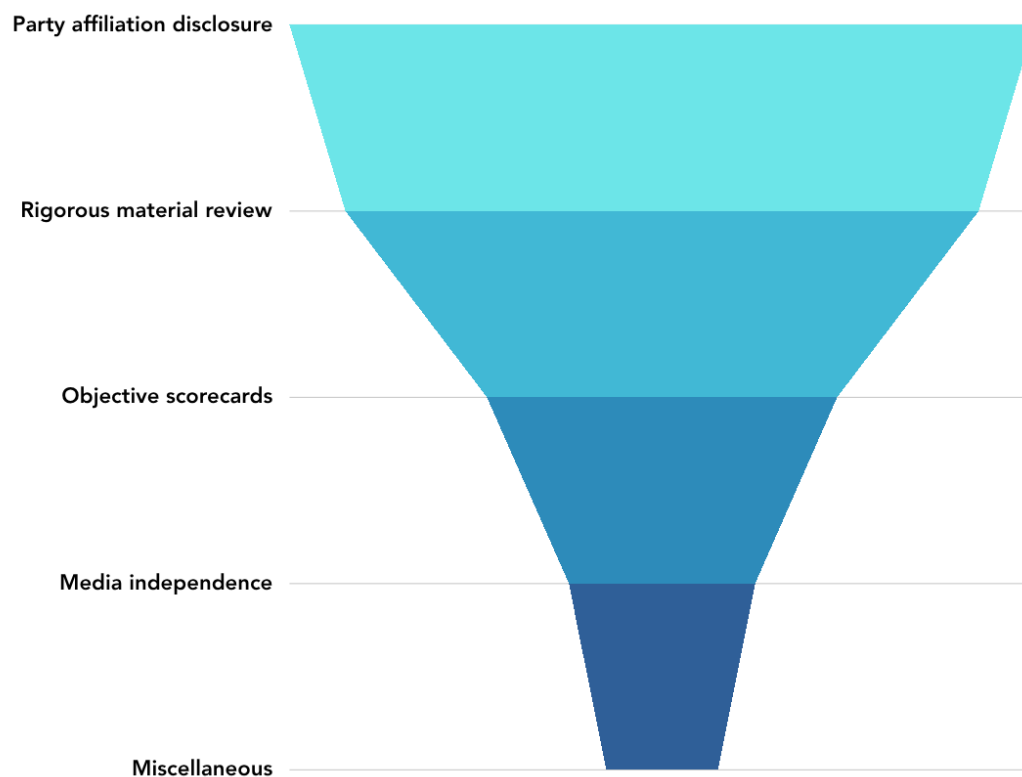 Party affiliation disclosure
Rigorous material review
Objective scorecards
Media independence
Miscellaneous